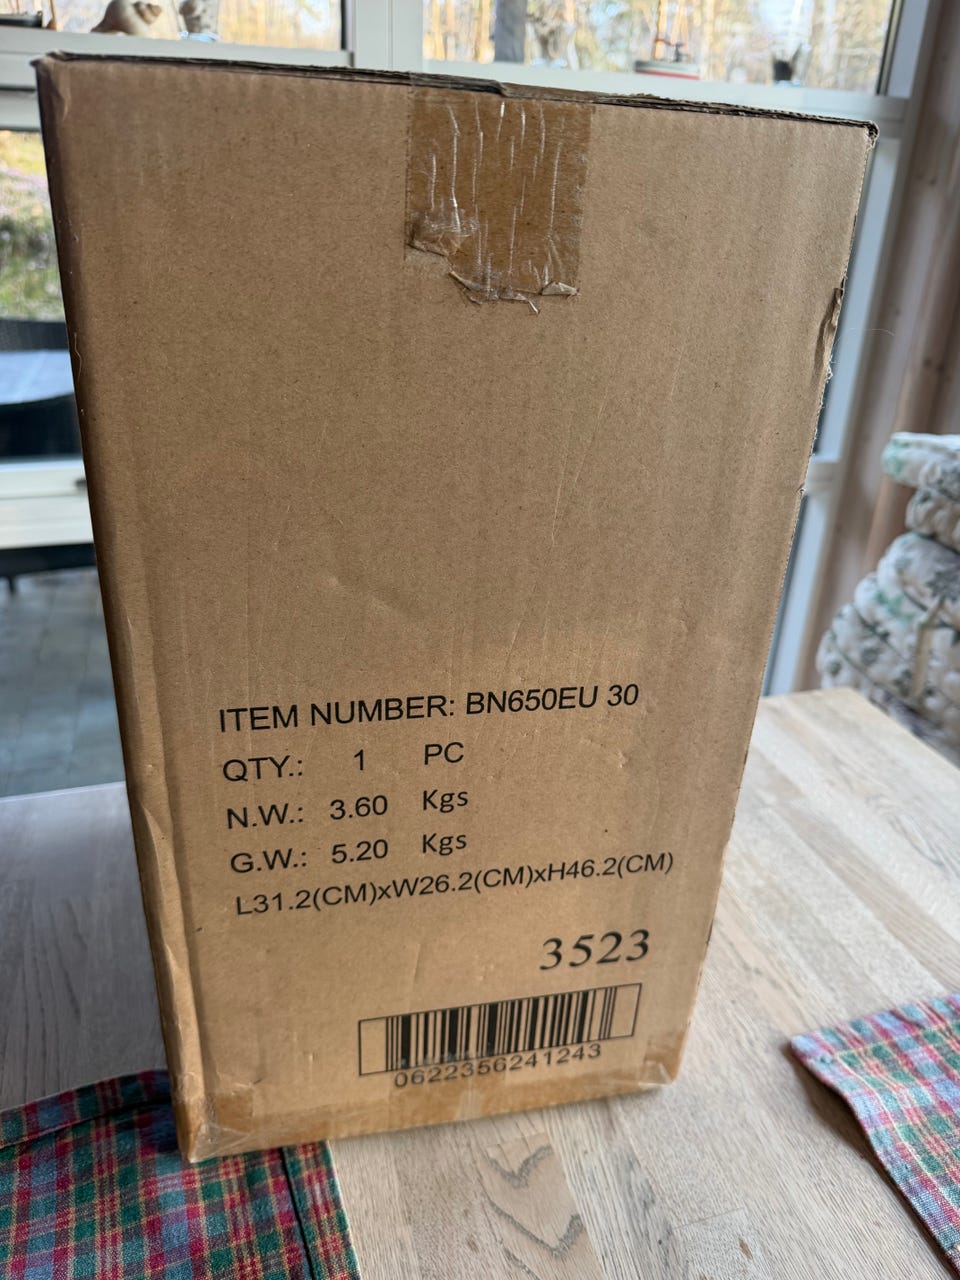 ITEM NUMBER: BN650EU 30
QTY.: 1 PC
N.W.: 3.60 Kgs
G.W.: 5.20 Kgs
L31.2(CM)xW26.2(CM)xH46.2(CM)
3523
0622356241243